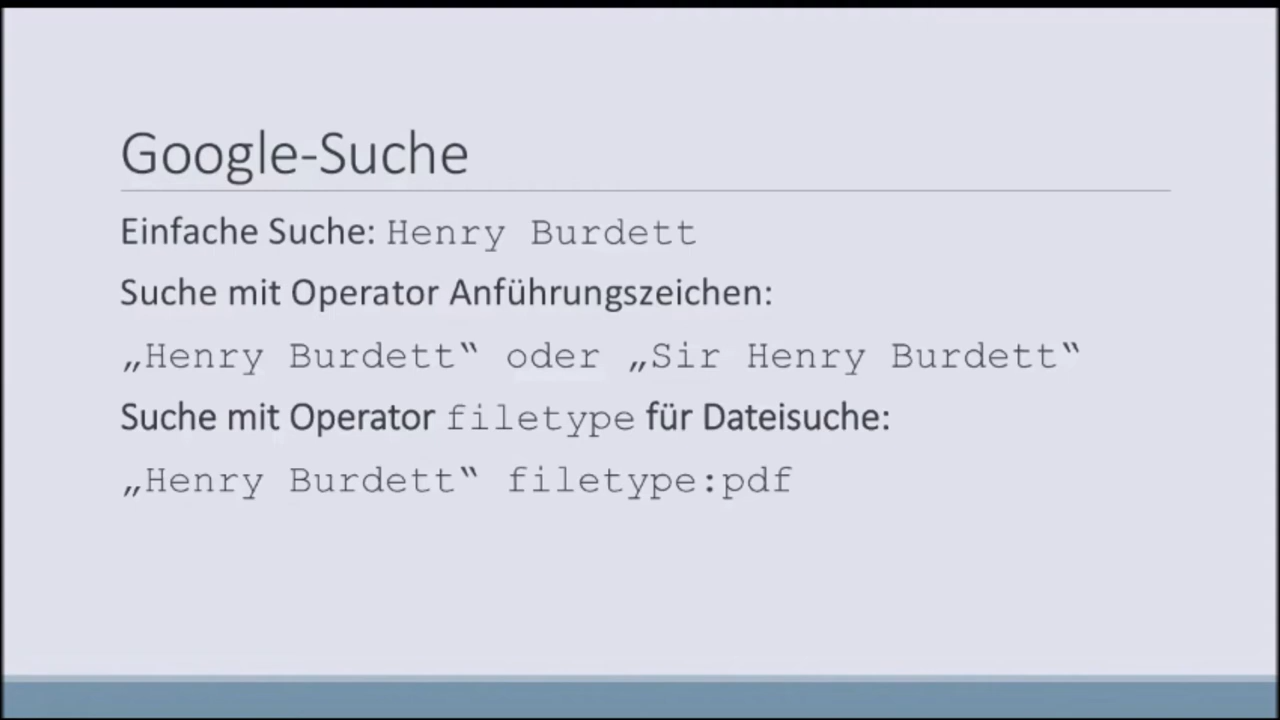 Google-Suche
Einfache Suche: Henry Burdett
Suche mit Operator Anführungszeichen:
„Henry Burdett‟ oder „Sir Henry Burdett‟
Suche mit Operator filetype für Dateisuche:
„Henry Burdett‟ filetype:pdf